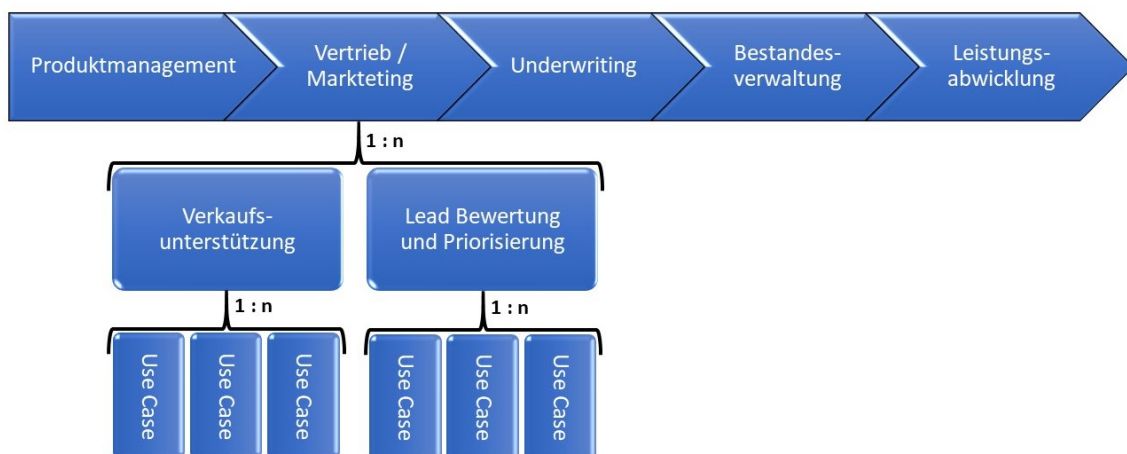 Produktmanagement
Vertrieb /
Markteting
Underwriting
Bestandes-
verwaltung
Leistungs-
abwicklung
1 : n
Verkaufs-
unterstützung
Lead Bewertung
und Priorisierung
1 : n
1 : n
Use Case
Use Case
Use Case
Use Case
Use Case
Use Case